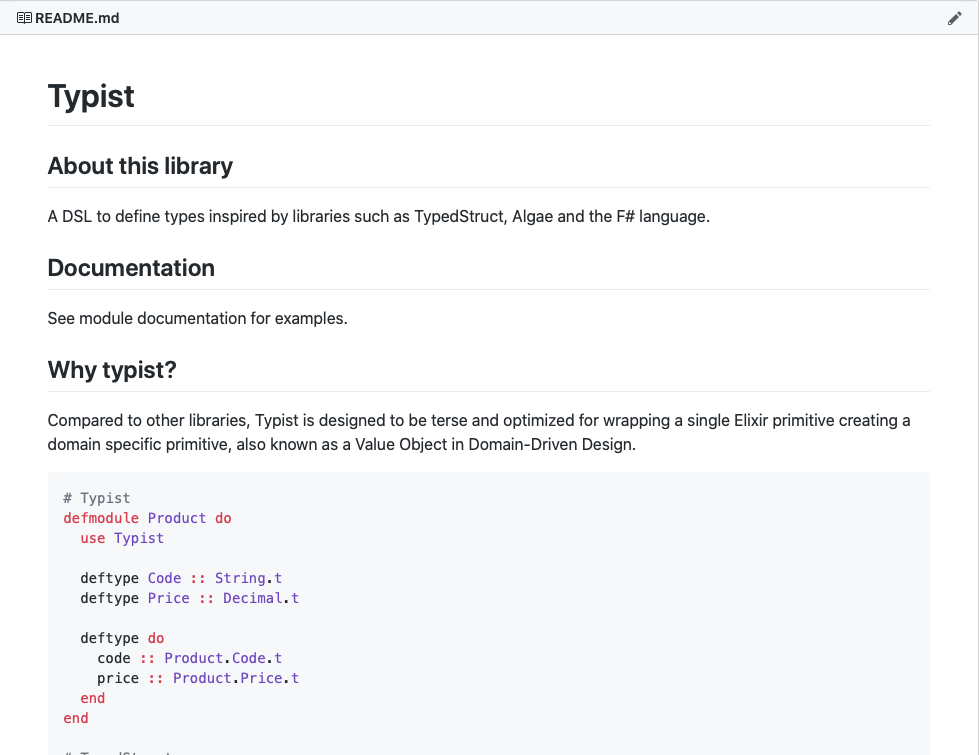 README.md
Typist
About this library
A DSL to define types inspired by libraries such as TypedStruct, Algae and the F# language.
Documentation
See module documentation for examples.
Why typist?
Compared to other libraries, Typist is designed to be terse and optimized for wrapping a single Elixir primitive creating a
domain specific primitive, also known as a Value Object in Domain-Driven Design.
# Typist
defmodule Product do
  use Typist

  deftype Code :: String.t
  deftype Price :: Decimal.t

  deftype do
    code :: Product.Code.t
    price :: Product.Price.t
  end
end